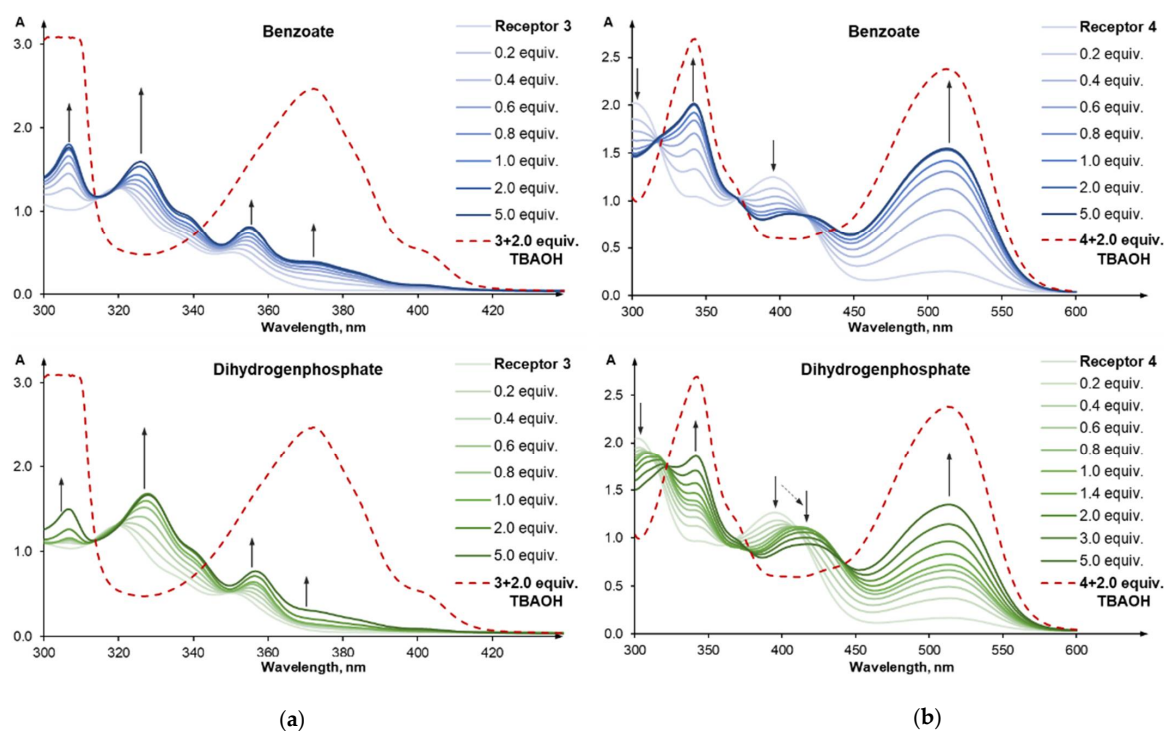 A
Benzoate
3.0
2.0
1.0
0.0
300 320 340 360 380 400 420
Wavelength, nm
Receptor 3
0.2 equiv.
0.4 equiv.
0.6 equiv.
0.8 equiv.
1.0 equiv.
2.0 equiv.
5.0 equiv.
3+2.0 equiv.
TBAOH
A
Benzoate
2.5
2.0
1.5
1.0
0.5
0.0
300 350 400 450 500 550 600
Wavelength, nm
Receptor 4
0.2 equiv.
0.4 equiv.
0.6 equiv.
0.8 equiv.
1.0 equiv.
2.0 equiv.
5.0 equiv.
4+2.0 equiv.
TBAOH
A
Dihydrogenphosphate
3.0
2.0
1.0
0.0
300 320 340 360 380 400 420
Wavelength, nm
Receptor 3
0.2 equiv.
0.4 equiv.
0.6 equiv.
0.8 equiv.
1.0 equiv.
2.0 equiv.
5.0 equiv.
3+2.0 equiv.
TBAOH
A
Dihydrogenphosphate
2.5
2.0
1.5
1.0
0.5
0.0
300 350 400 450 500 550 600
Wavelength, nm
Receptor 4
0.2 equiv.
0.4 equiv.
0.6 equiv.
0.8 equiv.
1.0 equiv.
1.4 equiv.
2.0 equiv.
3.0 equiv.
5.0 equiv.
4+2.0 equiv.
TBAOH
(a)
(b)